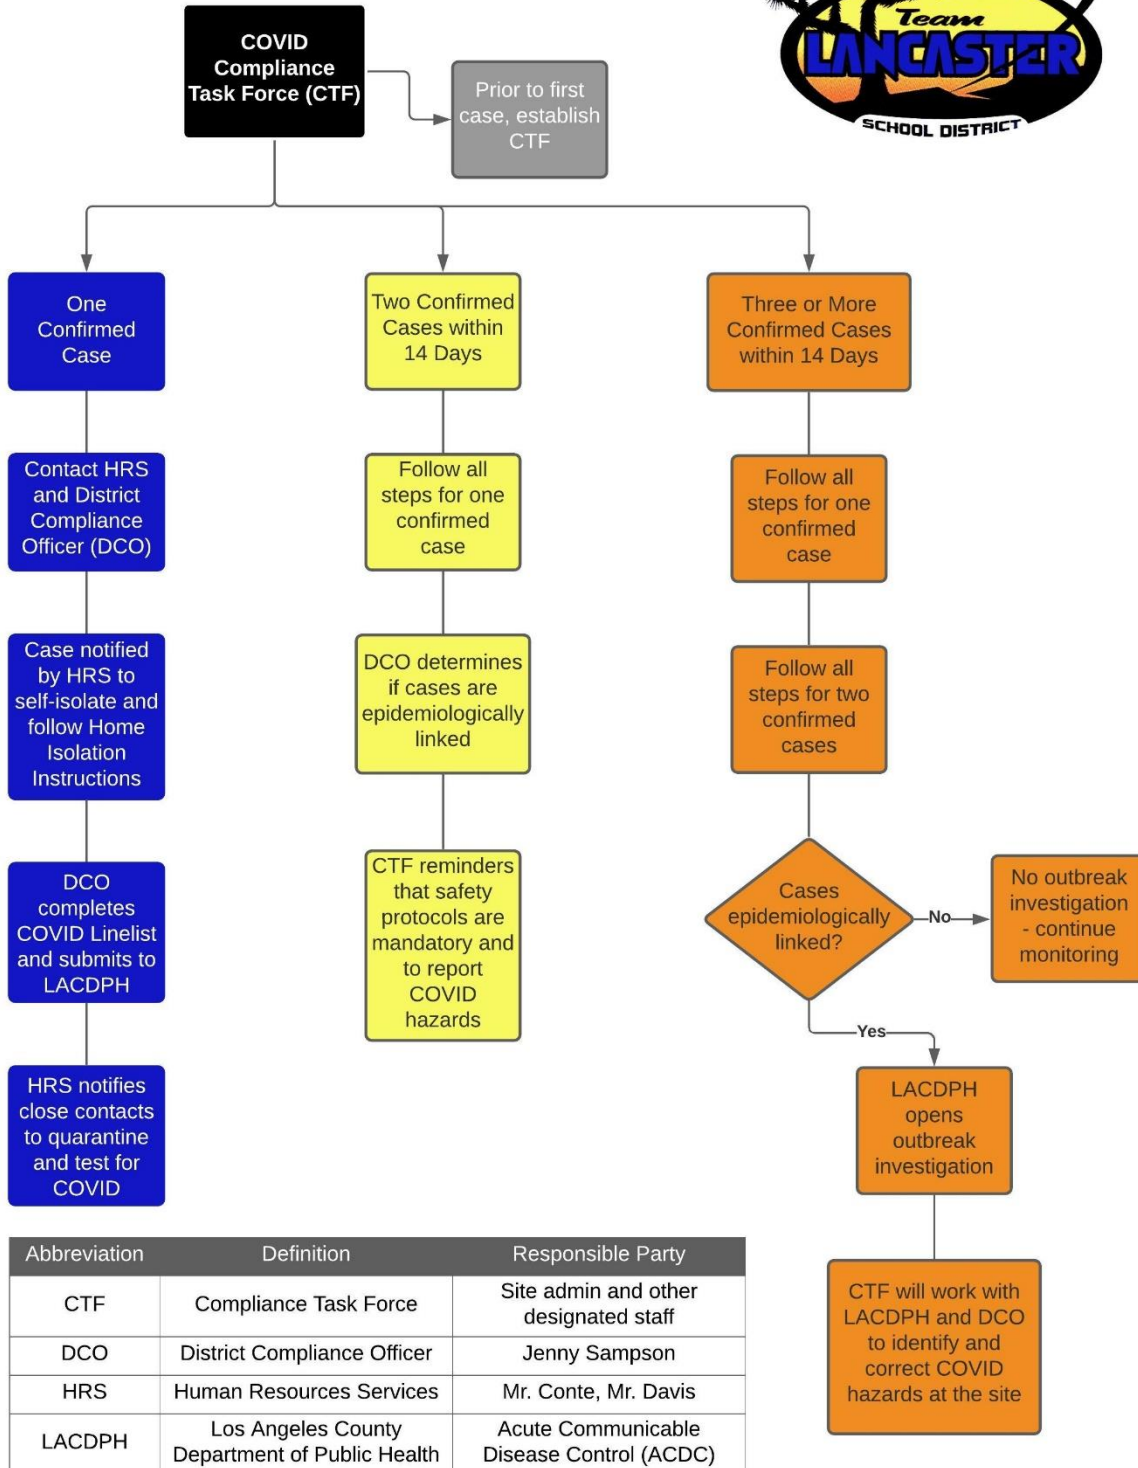 COVID
Compliance
Task Force (CTF)
Prior to first
case, establish
CTF
Team
LANCASTER
SCHOOL DISTRICT
One
Confirmed
Case
Contact HRS
and District
Compliance
Officer (DCO)
Case notified
by HRS to
self-isolate and
follow Home
Isolation
Instructions
DCO
completes
COVID Linelist
and submits to
LACDPH
HRS notifies
close contacts
to quarantine
and test for
COVID
Two Confirmed
Cases within
14 Days
Follow all
steps for one
confirmed
case
DCO determines
if cases are
epidemiologically
linked
CTF reminders
that safety
protocols are
mandatory and
to report
COVID
hazards
Three or More
Confirmed Cases
within 14 Days
Follow all
steps for one
confirmed
case
Follow all
steps for two
confirmed
cases
Cases
epidemiologically
linked?
No
No outbreak
investigation
- continue
monitoring
Yes
LACDPH
opens
outbreak
investigation
CTF will work with
LACDPH and DCO
to identify and
correct COVID
hazards at the site
Abbreviation Definition Responsible Party
CTF Compliance Task Force Site admin and other
designated staff
DCO District Compliance Officer Jenny Sampson
HRS Human Resources Services Mr. Conte, Mr. Davis
LACDPH Los Angeles County
Department of Public Health Acute Communicable
Disease Control (ACDC)